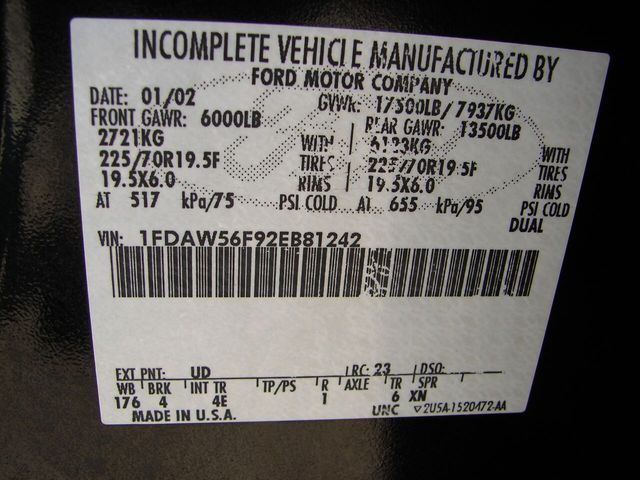 INCOMPLETE VEHICLE MANUFACTURED BY
FORD MOTOR COMPANY
DATE: 01/02 GVWR: 17500LB / 7937KG
FRONT GAWR: 6000LB REAR GAWR: 13500LB
2721KG WITH 6123KG WITH
225/70R19.5F TIRES 225/70R19.5F TIRES
19.5X6.0 RIMS 19.5X6.0 RIMS
AT 517 kPa/75 PSI COLD AT 655 kPa/95 PSI COLD
DUAL
VIN: 1FDAW56F92EB81242
EXT PNT: UD RC: 23 DSO:
WB BRK INT TR TP/PS R AXLE TR SPR
176 4 4E 1 6 XN
MADE IN U.S.A. UNC ▽2U5A-1520472-AA